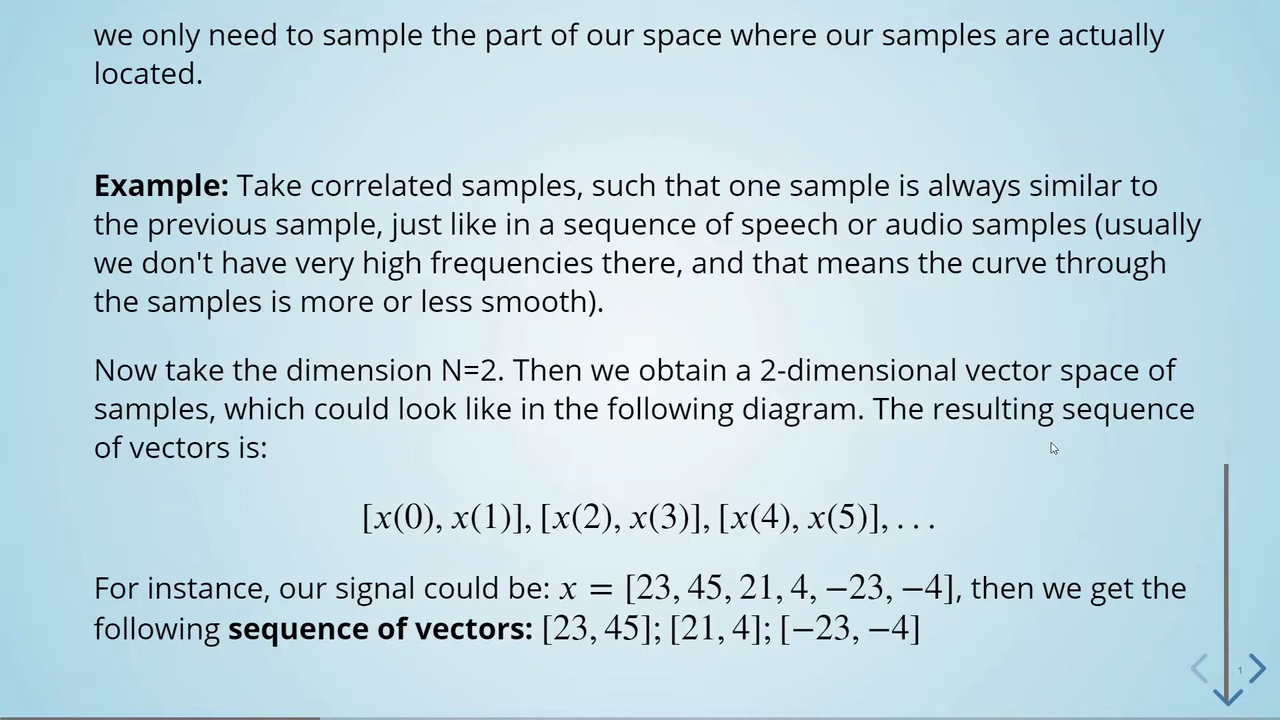 we only need to sample the part of our space where our samples are actually
located.
Example: Take correlated samples, such that one sample is always similar to
the previous sample, just like in a sequence of speech or audio samples (usually
we don't have very high frequencies there, and that means the curve through
the samples is more or less smooth).
Now take the dimension N=2. Then we obtain a 2-dimensional vector space of
samples, which could look like in the following diagram. The resulting sequence
of vectors is:
[x(0), x(1)], [x(2), x(3)], [x(4), x(5)], . . .
For instance, our signal could be: x = [23, 45, 21, 4, −23, −4], then we get the
following sequence of vectors: [23, 45]; [21, 4]; [−23, −4]
1